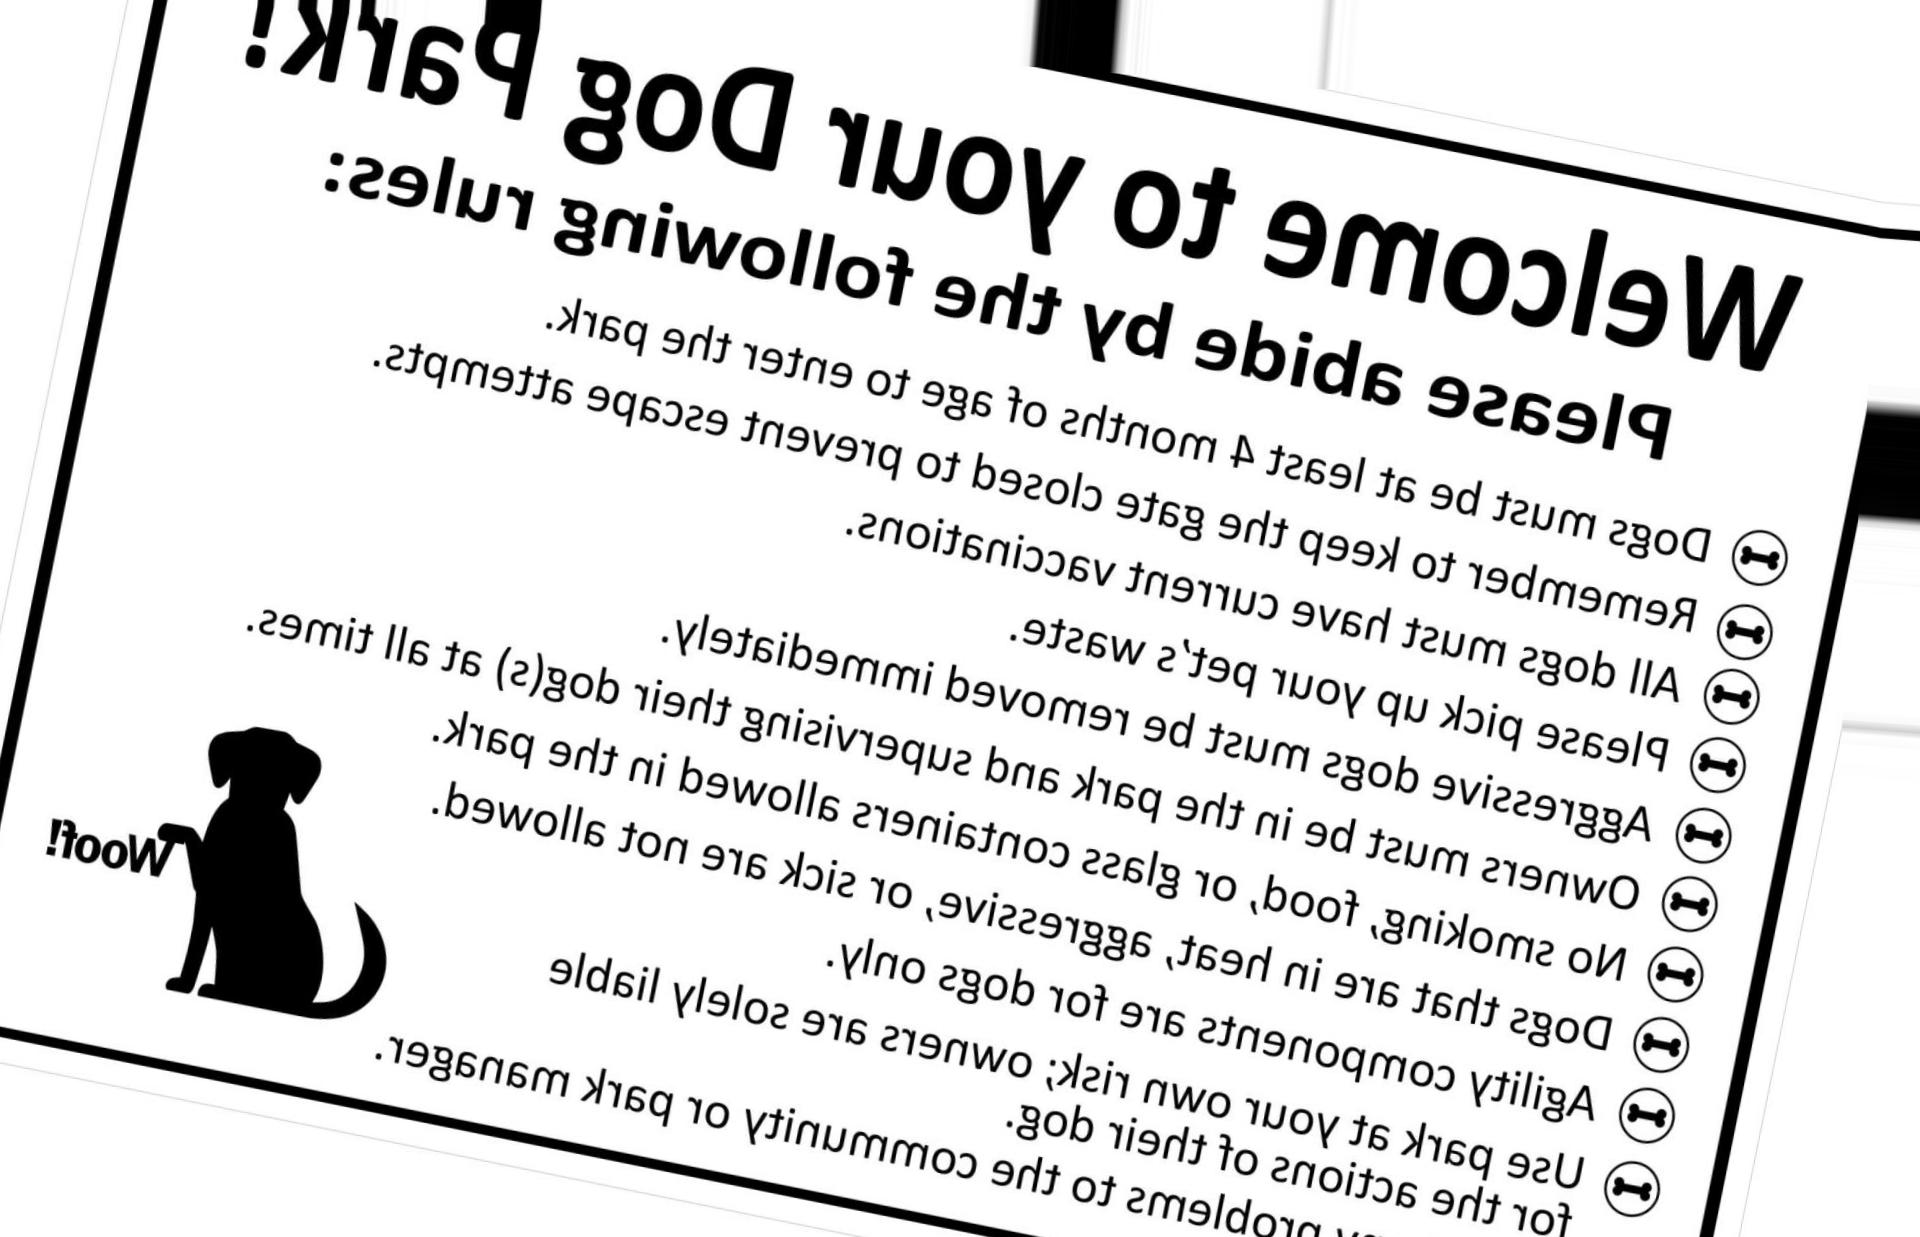 Welcome to your Dog Park!
Please abide by the following rules:
Dogs must be at least 4 months of age to enter the park.
Remember to keep the gate closed to prevent escape attempts.
All dogs must have current vaccinations.
Please pick up your pet's waste.
Aggressive dogs must be removed immediately.
Owners must be in the park and supervising their dog(s) at all times.
No smoking, food, or glass containers allowed in the park.
Dogs that are in heat, aggressive, or sick are not allowed.
Agility components are for dogs only.
Use park at your own risk; owners are solely liable
for the actions of their dog.
problems to the community or park manager.
Woof!